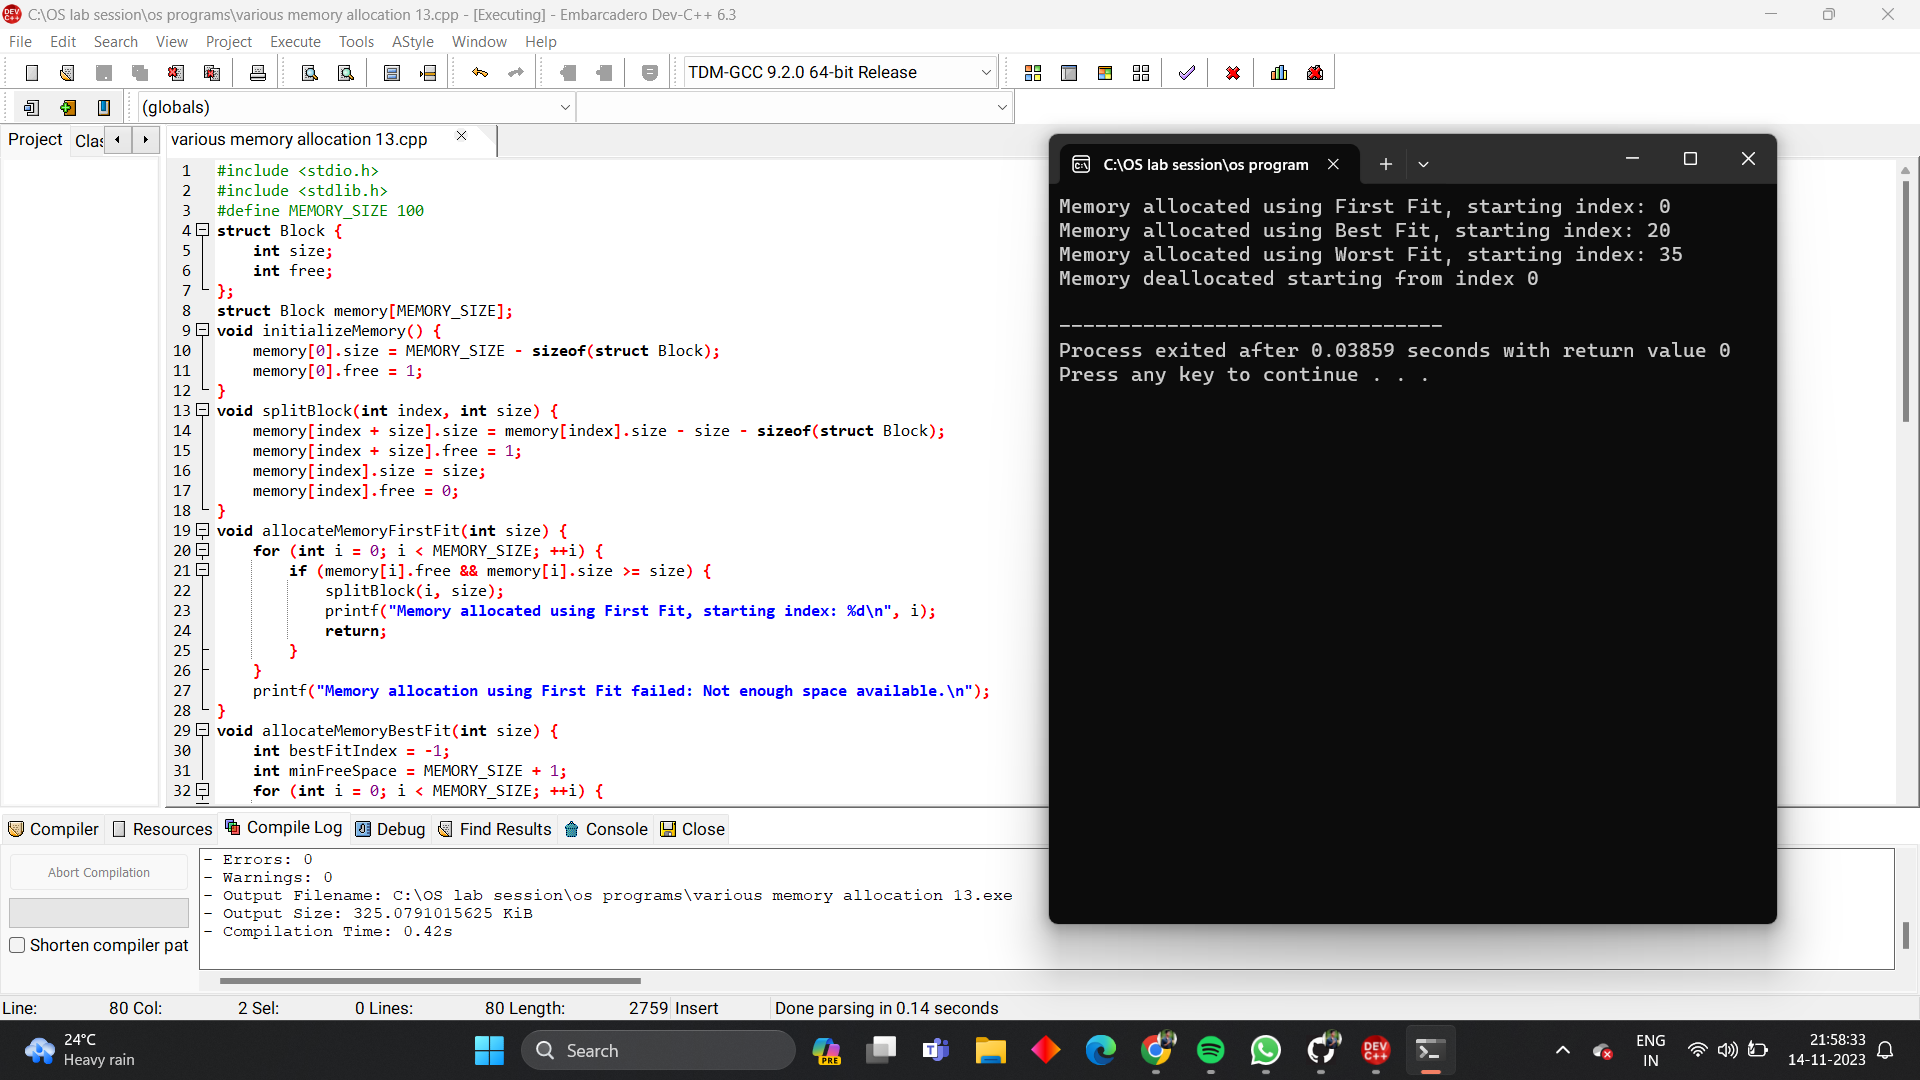 C:\OS lab session\os programs\various memory allocation 13.cpp - [Executing] - Embarcadero Dev-C++ 6.3
File Edit Search View Project Execute Tools AStyle Window Help
TDM-GCC 9.2.0 64-bit Release
(globals)
Project Clas various memory allocation 13.cpp
1 #include <stdio.h>
2 #include <stdlib.h>
3 #define MEMORY_SIZE 100
4 struct Block {
5 int size;
6 int free;
7 };
8 struct Block memory[MEMORY_SIZE];
9 void initializeMemory() {
10 memory[0].size = MEMORY_SIZE - sizeof(struct Block);
11 memory[0].free = 1;
12 }
13 void splitBlock(int index, int size) {
14 memory[index + size].size = memory[index].size - size - sizeof(struct Block);
15 memory[index + size].free = 1;
16 memory[index].size = size;
17 memory[index].free = 0;
18 }
19 void allocateMemoryFirstFit(int size) {
20 for (int i = 0; i < MEMORY_SIZE; ++i) {
21 if (memory[i].free && memory[i].size >= size) {
22 splitBlock(i, size);
23 printf("Memory allocated using First Fit, starting index: %d\n", i);
24 return;
25 }
26 }
27 printf("Memory allocation using First Fit failed: Not enough space available.\n");
28 }
29 void allocateMemoryBestFit(int size) {
30 int bestFitIndex = -1;
31 int minFreeSpace = MEMORY_SIZE + 1;
32 for (int i = 0; i < MEMORY_SIZE; ++i) {
C:\OS lab session\os program
Memory allocated using First Fit, starting index: 0
Memory allocated using Best Fit, starting index: 20
Memory allocated using Worst Fit, starting index: 35
Memory deallocated starting from index 0
--------------------------------
Process exited after 0.03859 seconds with return value 0
Press any key to continue . . .
Compiler Resources Compile Log Debug Find Results Console Close
Abort Compilation
Shorten compiler pat
- Errors: 0
- Warnings: 0
- Output Filename: C:\OS lab session\os programs\various memory allocation 13.exe
- Output Size: 325.0791015625 KiB
- Compilation Time: 0.42s
Line: 80 Col: 2 Sel: 0 Lines: 80 Length: 2759 Insert Done parsing in 0.14 seconds
24°C
Heavy rain
Search
PRE
DEV C++
ENG
IN
21:58:33
14-11-2023